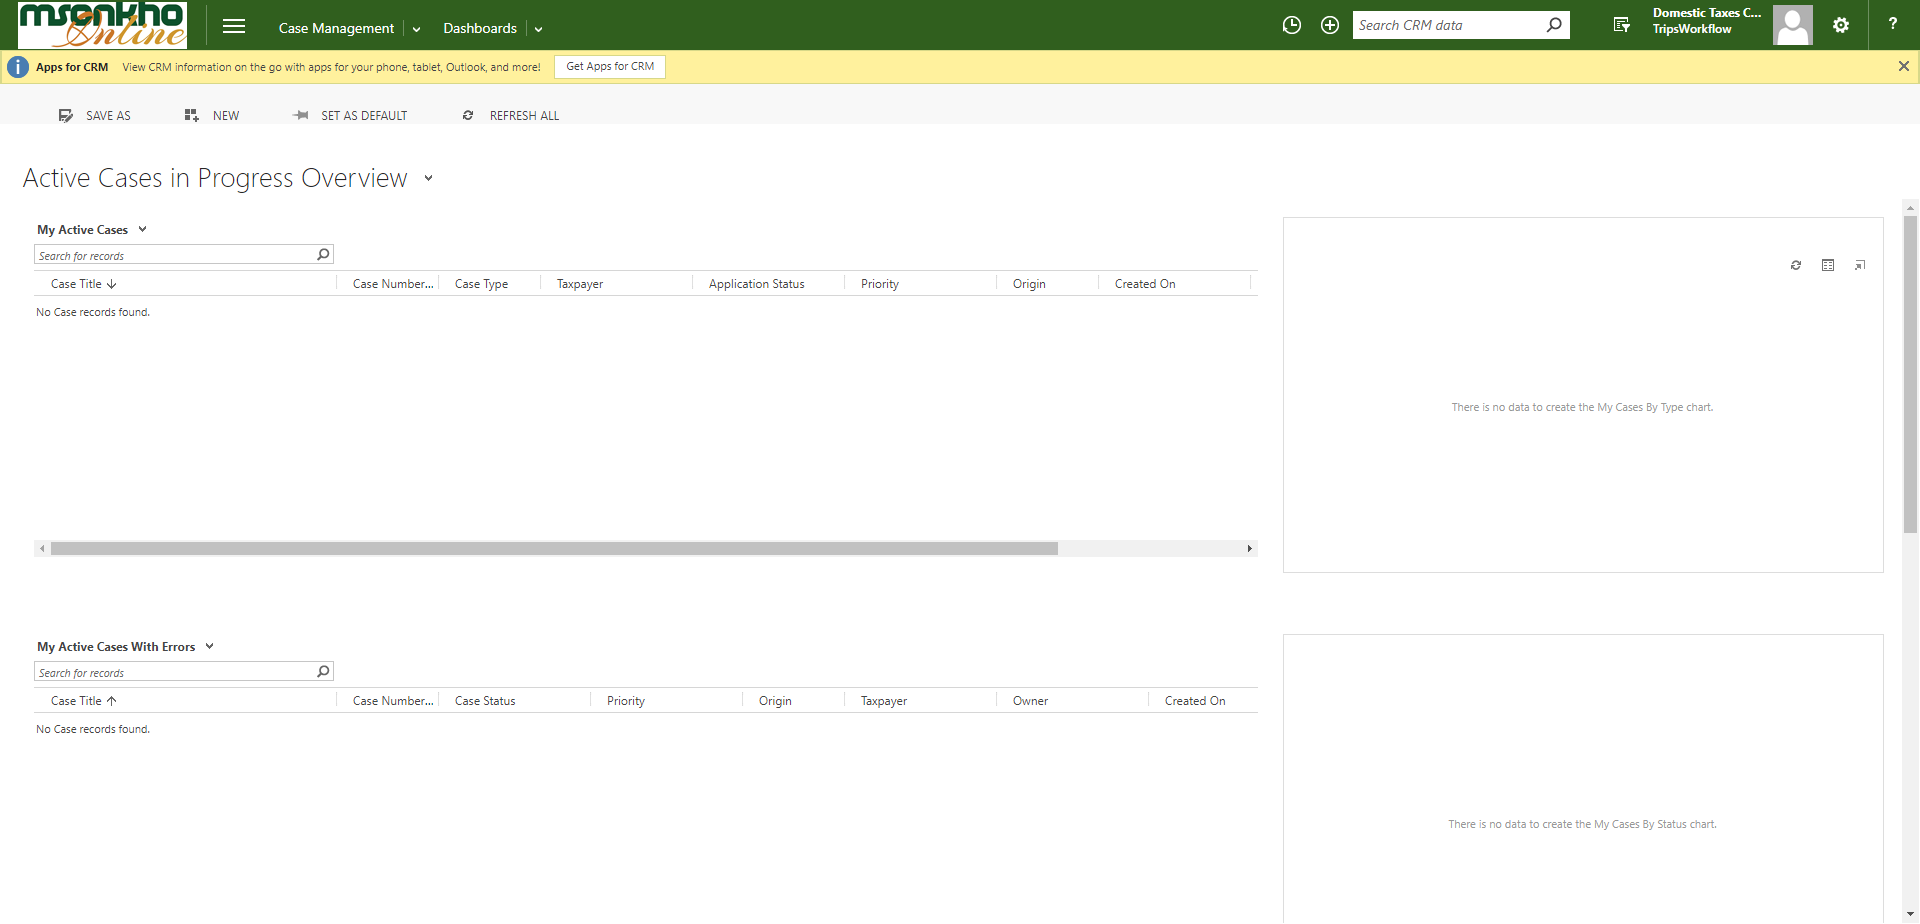 msonkho
Online
Case Management
Dashboards
Search CRM data
Domestic Taxes C...
TripsWorkflow
?
Apps for CRM View CRM information on the go with apps for your phone, tablet, Outlook, and more! Get Apps for CRM
SAVE AS NEW SET AS DEFAULT REFRESH ALL
Active Cases in Progress Overview
My Active Cases
Search for records
Case Title Case Number... Case Type Taxpayer Application Status Priority Origin Created On
No Case records found.
There is no data to create the My Cases By Type chart.
My Active Cases With Errors
Search for records
Case Title Case Number... Case Status Priority Origin Taxpayer Owner Created On
No Case records found.
There is no data to create the My Cases By Status chart.